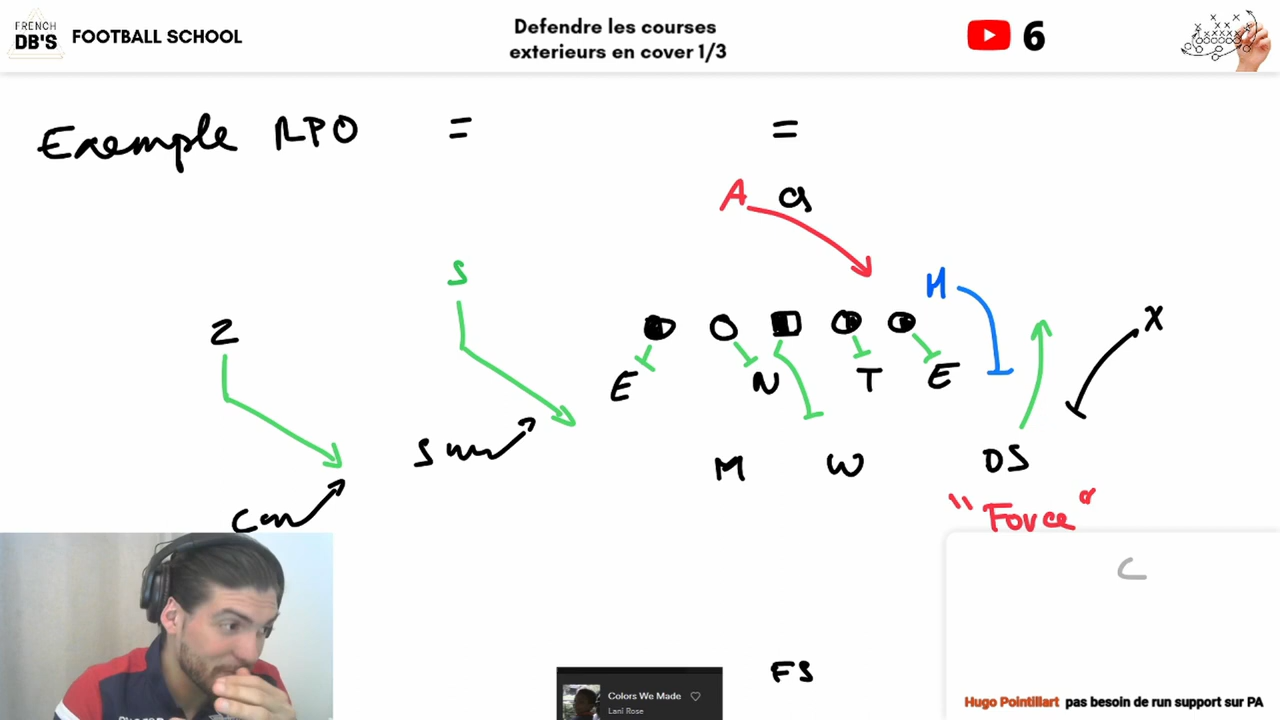 FRENCH
DB'S
FOOTBALL SCHOOL
Defendre les courses
exterieurs en cover 1/3
6
Exemple RPO = =
A Q
S H
Z X
E N T E
S M W DS
"Force"
C
C
FS
Colors We Made
Lani Rose
Hugo Pointillart pas besoin de run support sur PA